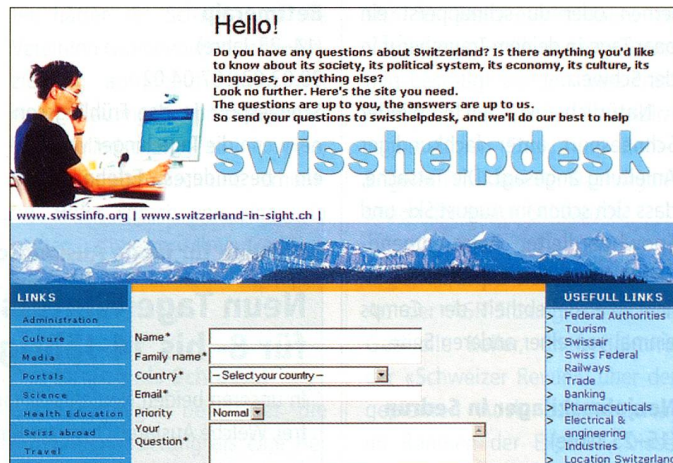 Hello!
Do you have any questions about Switzerland? Is there anything you'd like
to know about its society, its political system, its economy, its culture, its
languages, or anything else?
Look no further. Here's the site you need.
The questions are up to you, the answers are up to us.
So send your questions to swisshelpdesk, and we'll do our best to help
swisshelpdesk
www.swissinfo.org | www.switzerland-in-sight.ch |
LINKS
Administration
Culture
Media
Portals
Science
Health Education
Swiss abroad
Travel
Name*
Family name*
Country* -- Select your country --
Email*
Priority Normal
Your
Question*
USEFULL LINKS
> Federal Authorities
> Tourism
> Swissair
> Swiss Federal
Railways
> Trade
> Banking
> Pharmaceuticals
> Electrical &
engineering
> Industries
> Location Switzerland